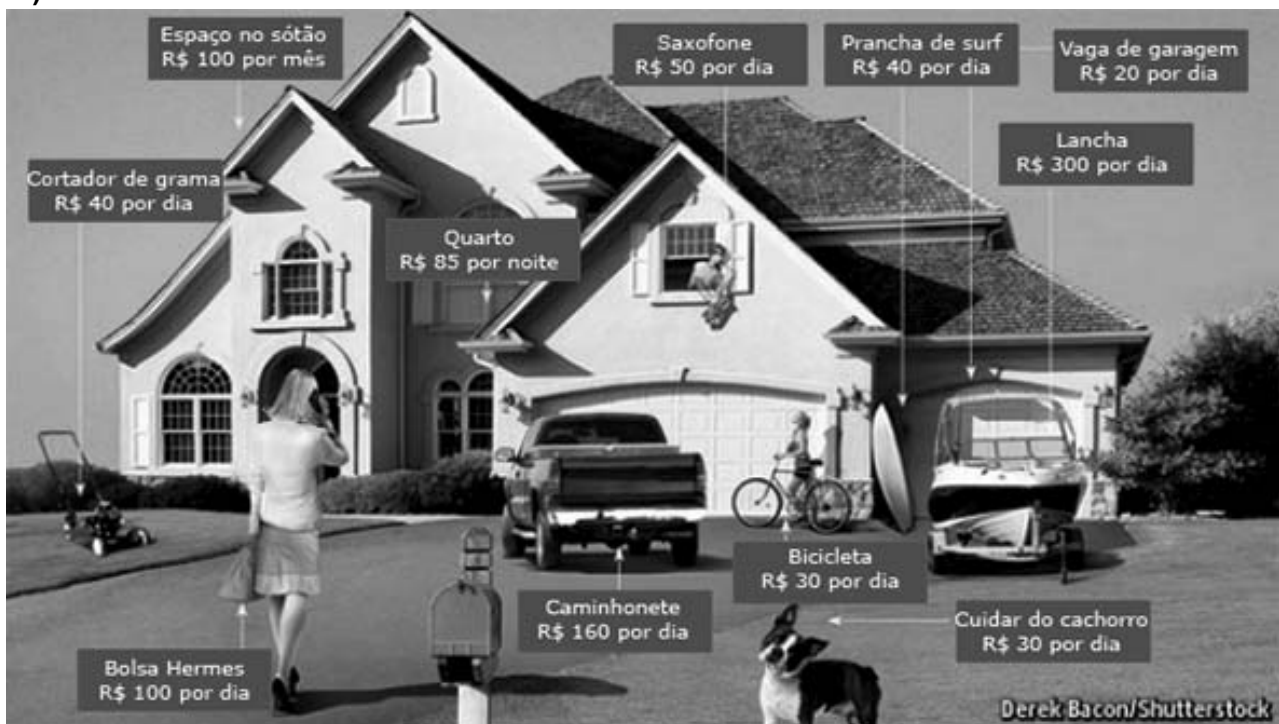 Espaço no sótão
R$ 100 por mês
Saxofone
R$ 50 por dia
Prancha de surf
R$ 40 por dia
Vaga de garagem
R$ 20 por dia
Lancha
R$ 300 por dia
Cortador de grama
R$ 40 por dia
Quarto
R$ 85 por noite
Bicicleta
R$ 30 por dia
Caminhonete
R$ 160 por dia
Cuidar do cachorro
R$ 30 por dia
Bolsa Hermes
R$ 100 por dia
Derek Bacon/Shutterstock